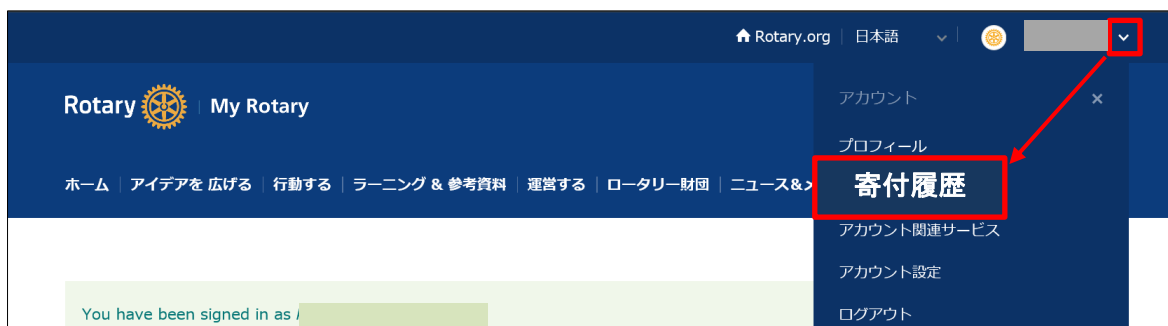 Rotary.org 日本語
Rotary My Rotary
アカウント ×
プロフィール
ホーム アイデアを 広げる 行動する ラーニング & 参考資料 運営する ロータリー財団 ニュース&
寄付履歴
アカウント関連サービス
アカウント設定
You have been signed in as
ログアウト